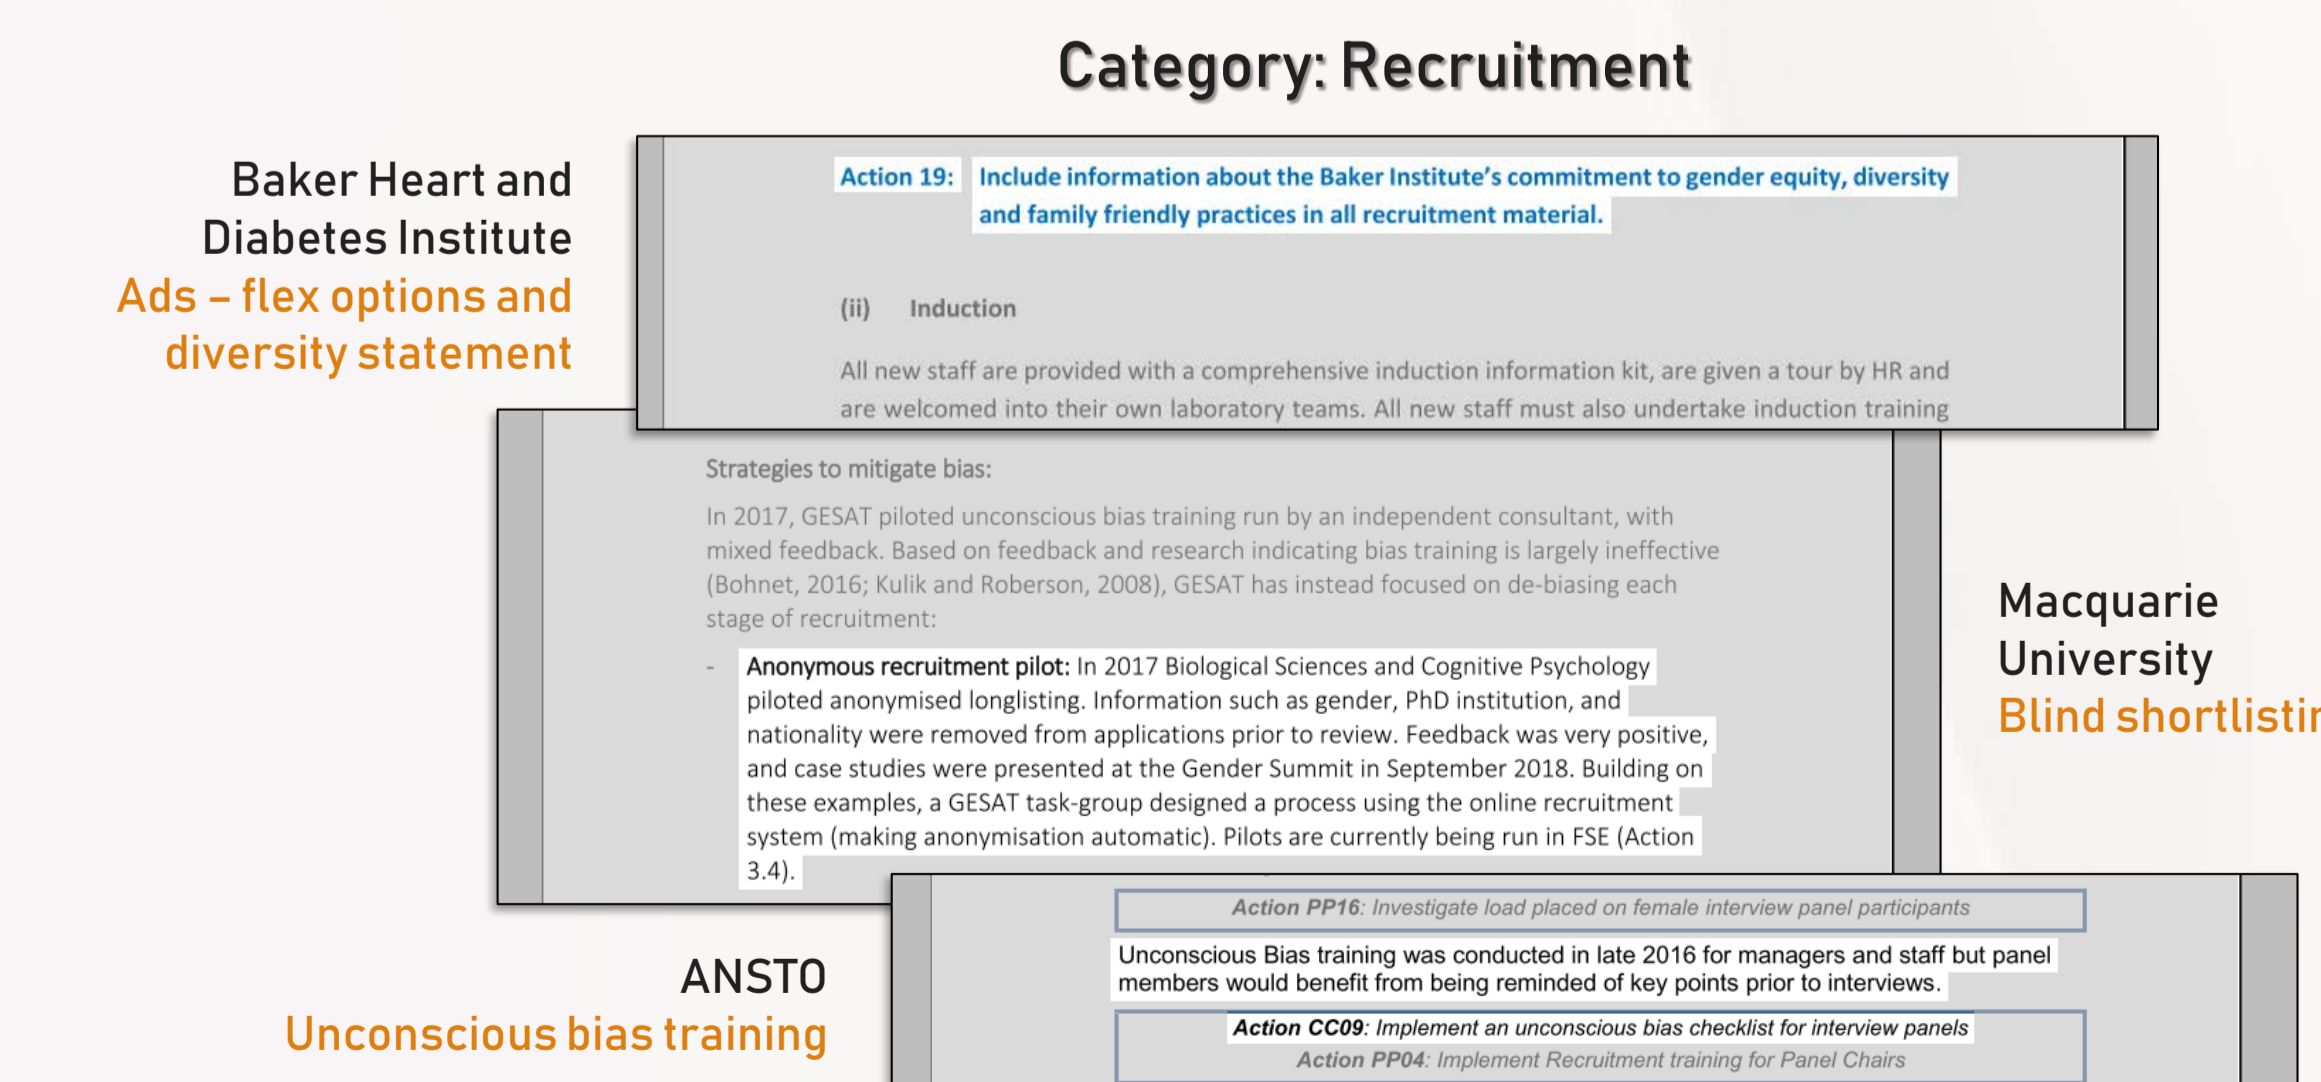 Category: Recruitment
Baker Heart and
Diabetes Institute
Ads – flex options and
diversity statement
Action 19: Include information about the Baker Institute's commitment to gender equity, diversity
and family friendly practices in all recruitment material.
(ii) Induction
All new staff are provided with a comprehensive induction information kit, are given a tour by HR and
are welcomed into their own laboratory teams. All new staff must also undertake induction training
Strategies to mitigate bias:
In 2017, GESAT piloted unconscious bias training run by an independent consultant, with
mixed feedback. Based on feedback and research indicating bias training is largely ineffective
(Bohnet, 2016; Kulik and Roberson, 2008), GESAT has instead focused on de-biasing each
stage of recruitment:
- Anonymous recruitment pilot: In 2017 Biological Sciences and Cognitive Psychology
piloted anonymised longlisting. Information such as gender, PhD institution, and
nationality were removed from applications prior to review. Feedback was very positive,
and case studies were presented at the Gender Summit in September 2018. Building on
these examples, a GESAT task-group designed a process using the online recruitment
system (making anonymisation automatic). Pilots are currently being run in FSE (Action
3.4).
Macquarie
University
Blind
ANSTO
Unconscious bias training
Action PP16: Investigate load placed on female interview panel participants
Unconscious Bias training was conducted in late 2016 for managers and staff but panel
members would benefit from being reminded of key points prior to interviews.
Action CC09: Implement an unconscious bias checklist for interview panels
Action PP04: Implement Recruitment training for Panel Chairs